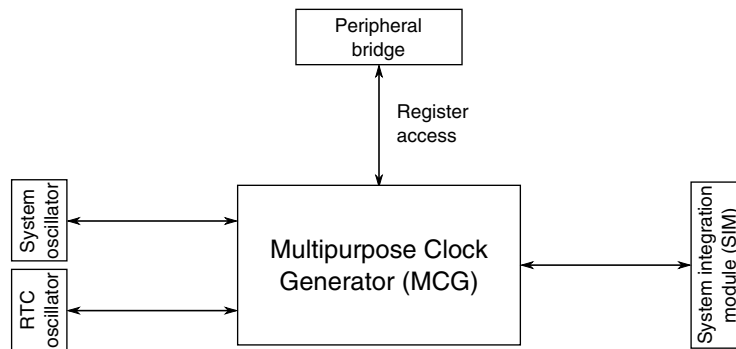 Peripheral
bridge
Register
access
System
oscillator
Multipurpose Clock
Generator (MCG)
RTC
oscillator
System integration
module (SIM)